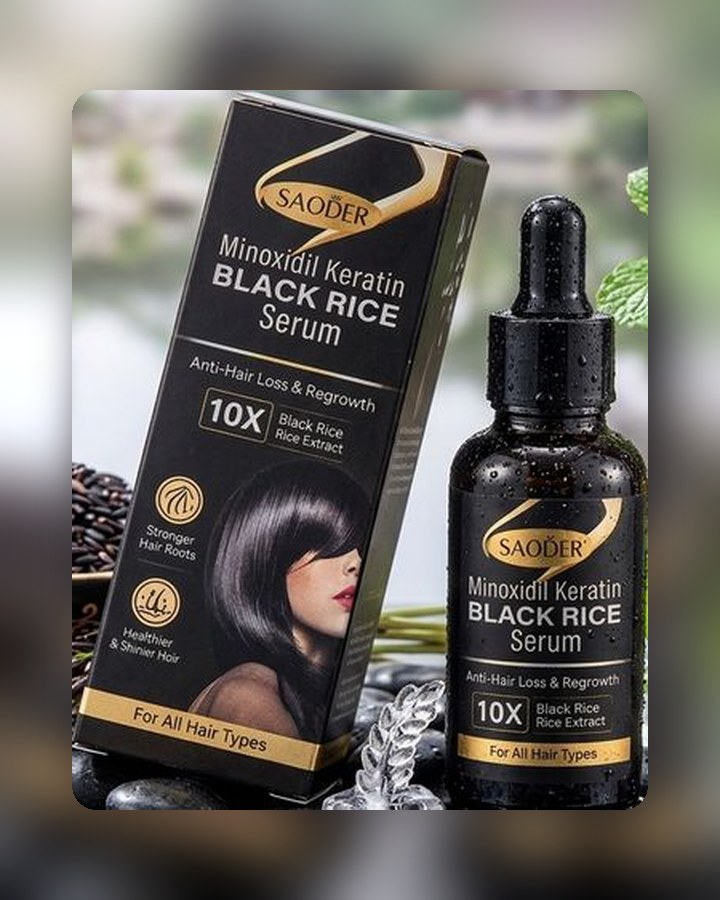 SAODER
Minoxidil Keratin
BLACK RICE
Serum
Anti-Hair Loss & Regrowth
10X
Black Rice
Rice Extract
Stronger
Hair Roots
Healthier
& Shinier Hoir
For All Hair Types
SAODER
Minoxidil Keratin
BLACK RICE
Serum
Anti-Hair Loss & Regrowth
10X
Black Rice
Rice Extract
For All Hair Types